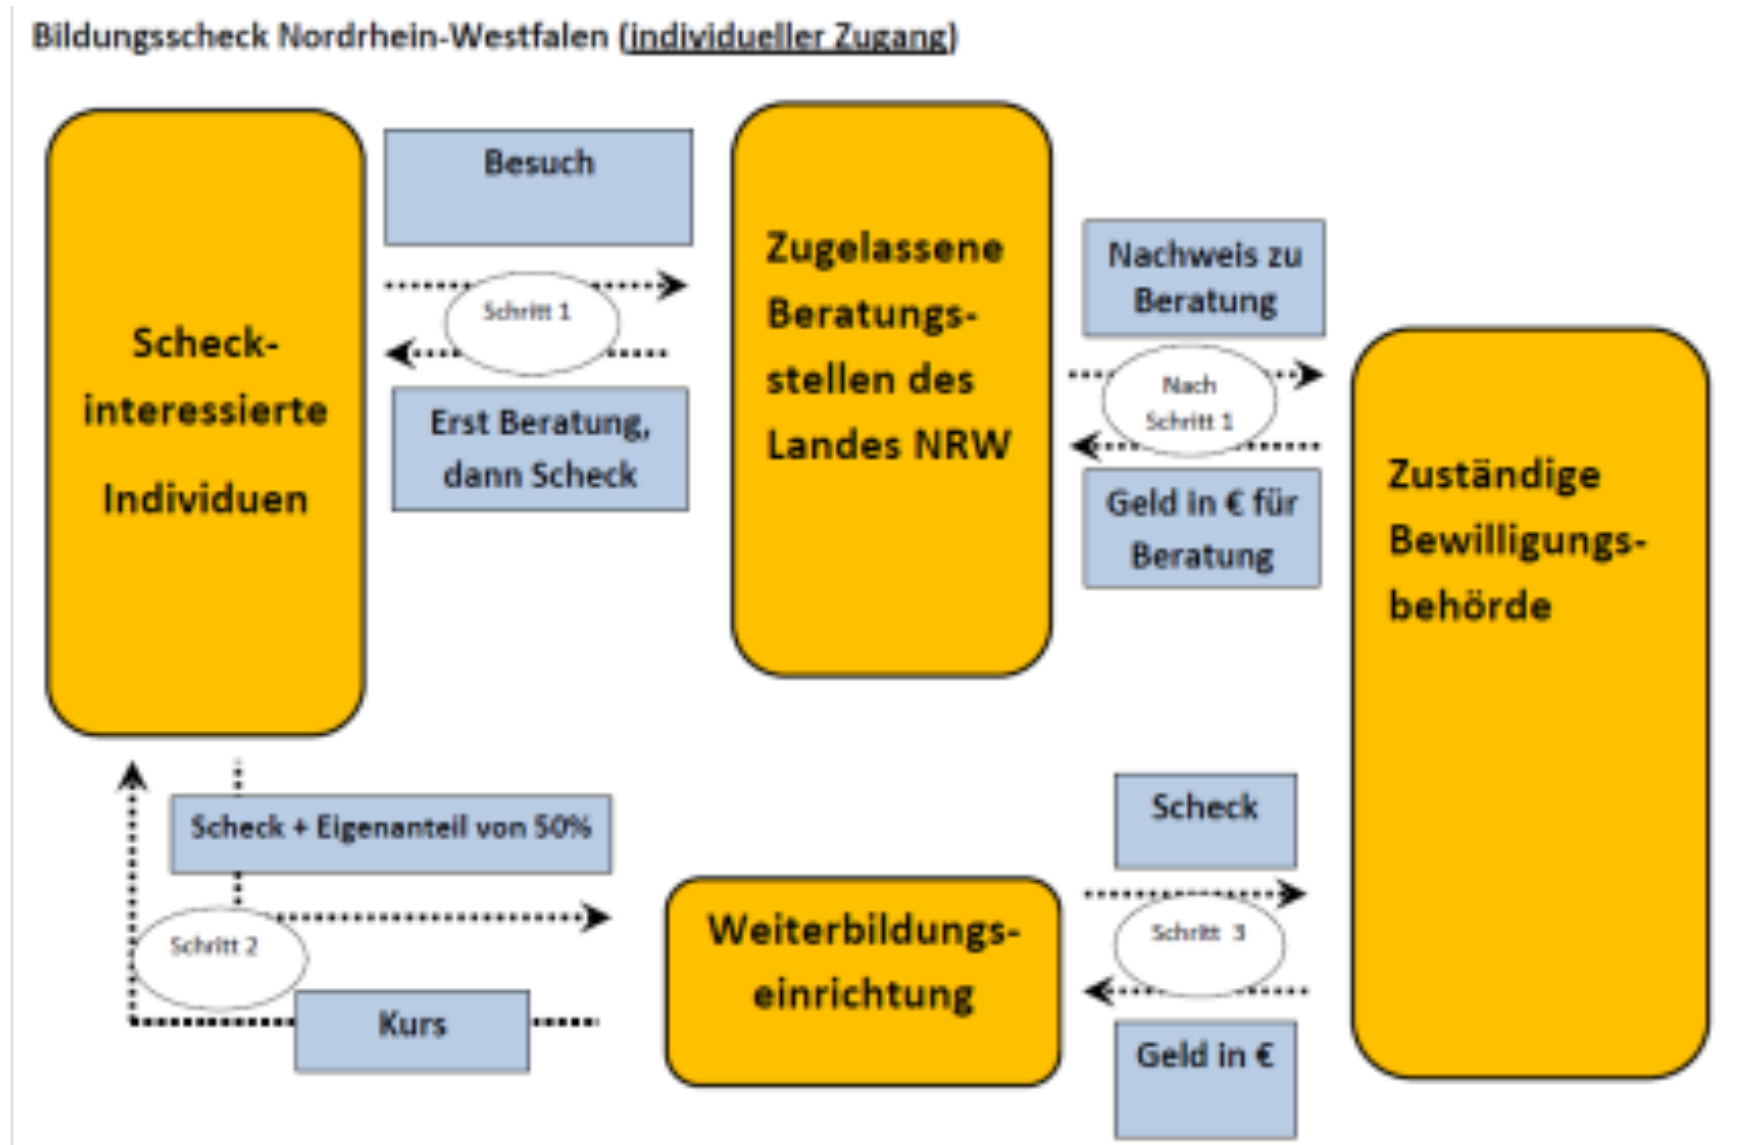 Bildungsscheck Nordrhein-Westfalen (individueller Zugang)
Scheck-
interessierte
Individuen
Besuch
Schritt 1
Erst Beratung,
dann Scheck
Zugelassene
Beratungs-
stellen des
Landes NRW
Nachweis zu
Beratung
Nach
Schritt 1
Geld in € für
Beratung
Zuständige
Bewilligungs-
behörde
Scheck + Eigenanteil von 50%
Schritt 2
Kurs
Weiterbildungs-
einrichtung
Scheck
Schritt 3
Geld in €